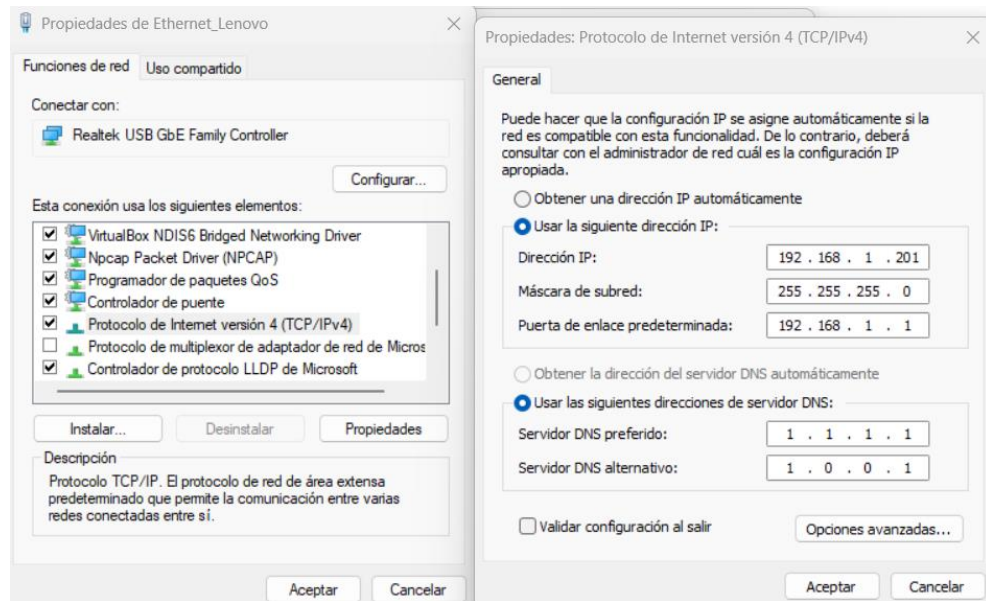 Propiedades de Ethernet_Lenovo
Funciones de red
Uso compartido
Conectar con:
Realtek USB GbE Family Controller
Configurar...
Esta conexión usa los siguientes elementos:
VirtualBox NDIS6 Bridged Networking Driver
Npcap Packet Driver (NPCAP)
Programador de paquetes QoS
Controlador de puente
Protocolo de Internet versión 4 (TCP/IPv4)
Protocolo de multiplexor de adaptador de red de Micros
Controlador de protocolo LLDP de Microsoft
Instalar...
Desinstalar
Propiedades
Descripción
Protocolo TCP/IP. El protocolo de red de área extensa
predeterminado que permite la comunicación entre varias
redes conectadas entre sí.
Aceptar
Cancelar
Propiedades: Protocolo de Internet versión 4 (TCP/IPv4)
General
Puede hacer que la configuración IP se asigne automáticamente si la
red es compatible con esta funcionalidad. De lo contrario, deberá
consultar con el administrador de red cuál es la configuración IP
apropiada.
Obtener una dirección IP automáticamente
Usar la siguiente dirección IP:
Dirección IP: 192 . 168 . 1 . 201
Máscara de subred: 255 . 255 . 255 . 0
Puerta de enlace predeterminada: 192 . 168 . 1 . 1
Obtener la dirección del servidor DNS automáticamente
Usar las siguientes direcciones de servidor DNS:
Servidor DNS preferido: 1 . 1 . 1 . 1
Servidor DNS alternativo: 1 . 0 . 0 . 1
Validar configuración al salir
Opciones avanzadas...
Aceptar
Cancelar